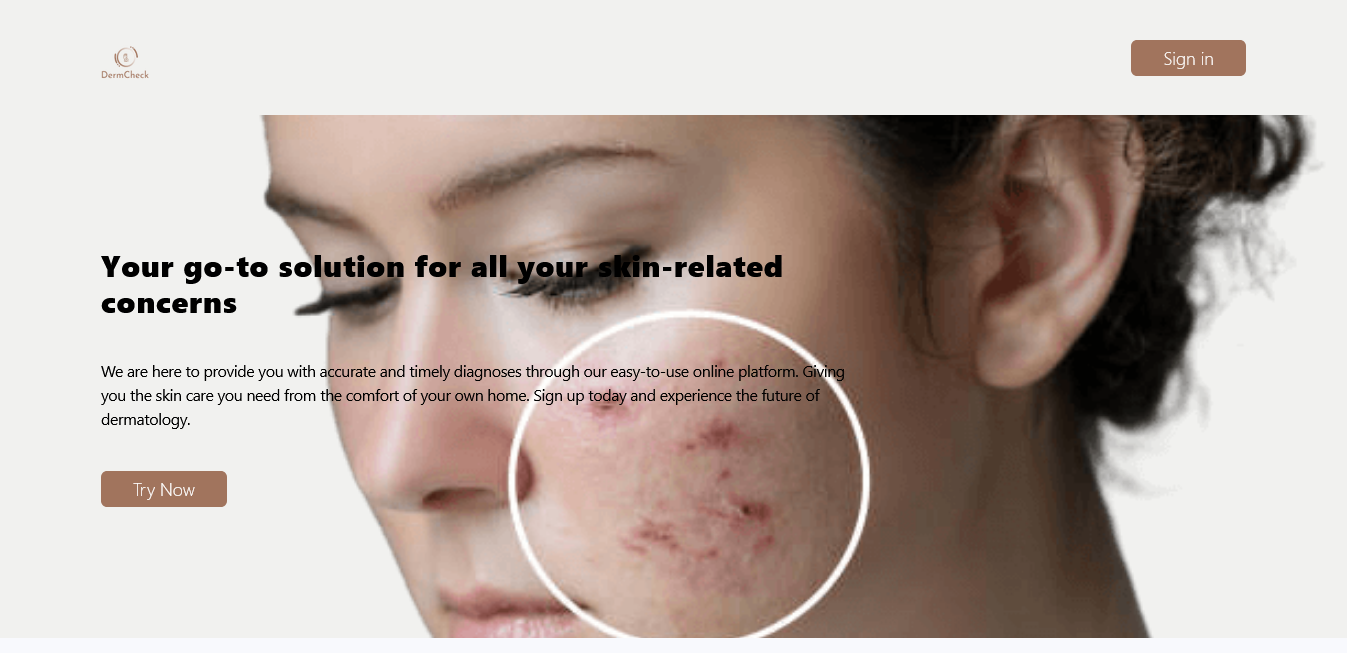 DermCheck
Sign in
Your go-to solution for all your skin-related
concerns
We are here to provide you with accurate and timely diagnoses through our easy-to-use online platform. Giving
you the skin care you need from the comfort of your own home. Sign up today and experience the future of
dermatology.
Try Now